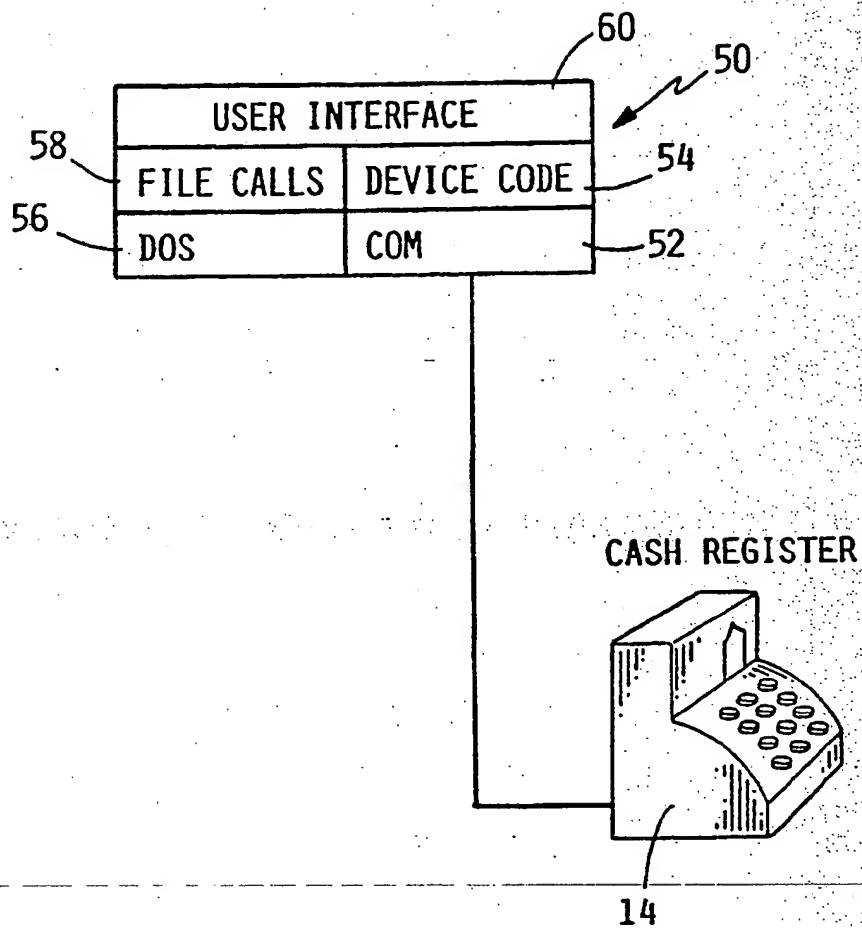 60
50
USER INTERFACE
58
FILE CALLS DEVICE CODE
54
56
DOS COM
52
CASH REGISTER
14